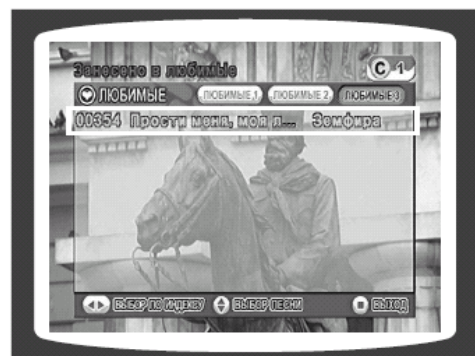 Занесено в любимые
C 1
ЛЮБИМЫЕ ЛЮБИМЫЕ 1 ЛЮБИМЫЕ 2 ЛЮБИМЫЕ 3
00354 Прости меня, моя л... Земфира
ВЫБОР ПО ИНДЕКСУ ВЫБОР ПЕСНИ ВЫХОД